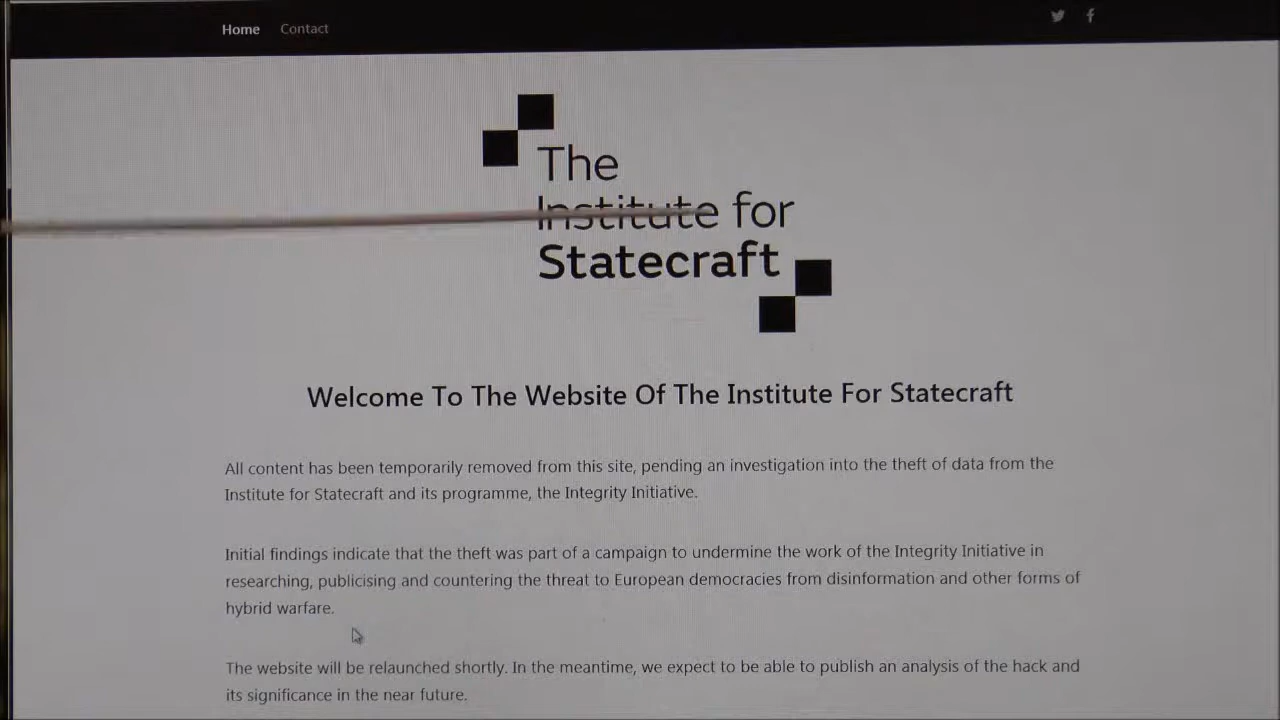 Home Contact
The
Institute for
Statecraft
Welcome To The Website Of The Institute For Statecraft
All content has been temporarily removed from this site, pending an investigation into the theft of data from the
Institute for Statecraft and its programme, the Integrity Initiative.
Initial findings indicate that the theft was part of a campaign to undermine the work of the Integrity Initiative in
researching, publicising and countering the threat to European democracies from disinformation and other forms of
hybrid warfare.
The website will be relaunched shortly. In the meantime, we expect to be able to publish an analysis of the hack and
its significance in the near future.